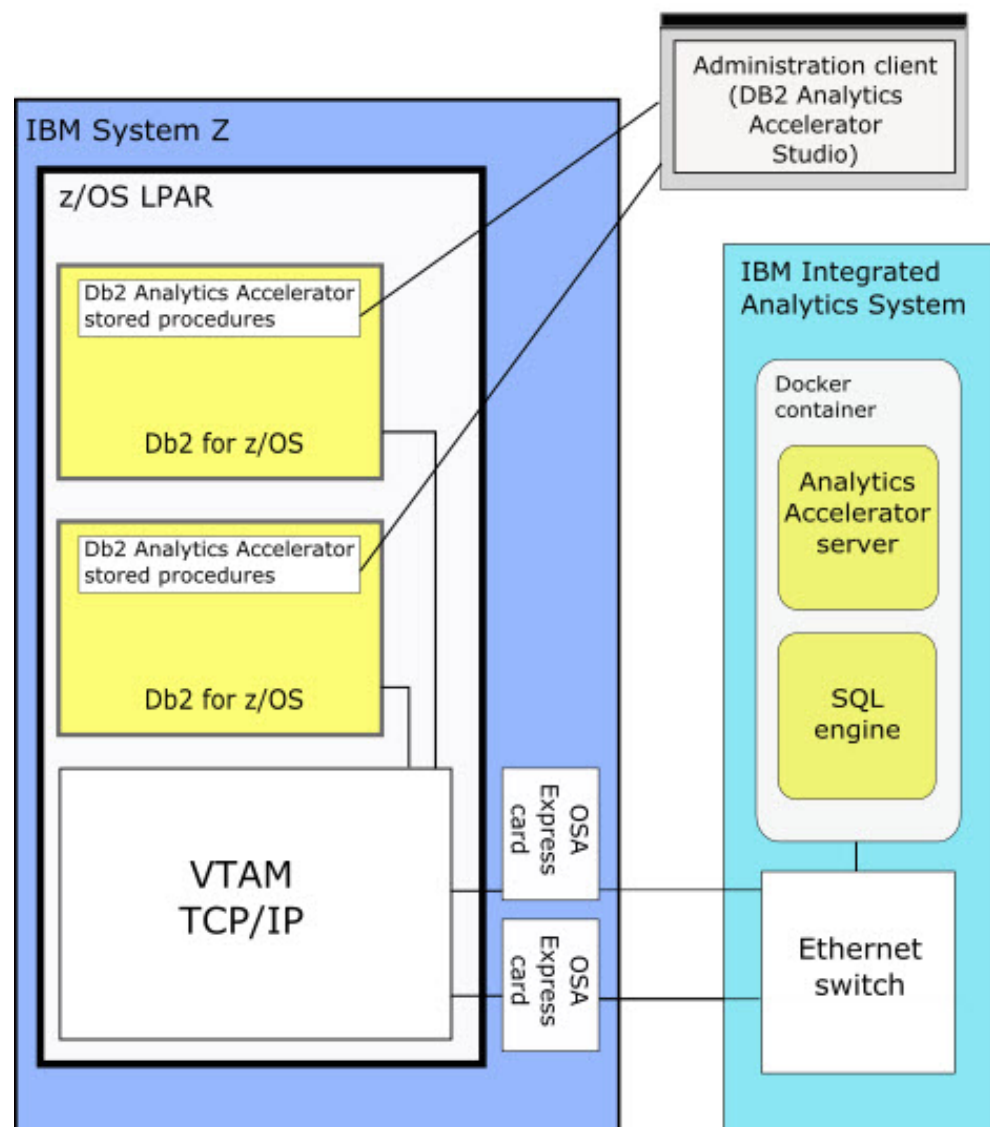 Administration client
(DB2 Analytics
Accelerator
Studio)
IBM System Z
z/OS LPAR
Db2 Analytics Accelerator
stored procedures
Db2 for z/OS
Db2 Analytics Accelerator
stored procedures
Db2 for z/OS
VTAM
TCP/IP
OSA
Express
card
OSA
Express
card
IBM Integrated
Analytics System
Docker
container
Analytics
Accelerator
server
SQL
engine
Ethernet
switch